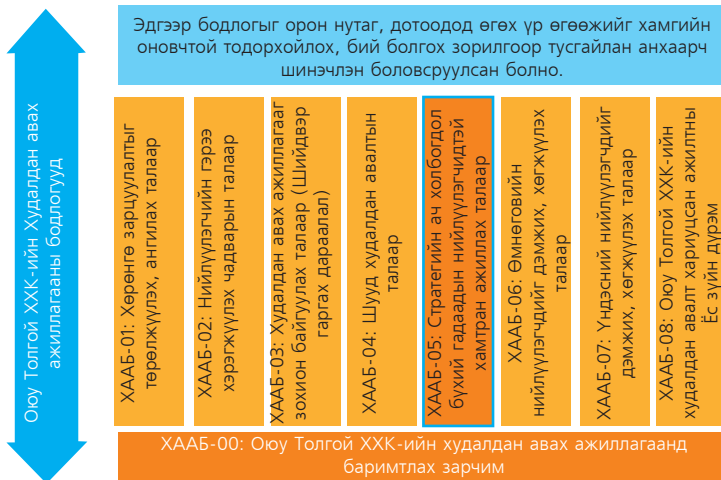 Эдгээр бодлогыг орон нутаг, дотоодод өгөх үр өгөөжийг хамгийн
оновчтой тодорхойлох, бий болгох зорилгоор тусгайлан анхаарч
шинэчлэн боловсруулсан болно.
Оюу Толгой ХХК-ийн Худалдан авах
ажиллагааны бодлогууд
ХААБ-01: Хөрөнгө зарцуулалтыг
төрөлжүүлэх, ангилах талаар
ХААБ-02: Нийлүүлэгчийн гэрээ
хэрэгжүүлэх чадварын талаар
ХААБ-03: Худалдан авах ажиллагааг
зохион байгуулах талаар (Шийдвэр
гаргах дараалал)
ХААБ-04: Шууд худалдан авалтын
талаар
ХААБ-05: Стратегийн ач холбогдол
бүхий гадаадын нийлүүлэгчидтэй
хамтран ажиллах талаар
ХААБ-06: Өмнөговийн
нийлүүлэгчдийг дэмжих, хөгжүүлэх
талаар
ХААБ-07: Үндэсний нийлүүлэгчдийг
дэмжих, хөгжүүлэх талаар
ХААБ-08: Оюу Толгой ХХК-ийн
худалдан авалт хариуцсан ажилтны
Ёс зүйн дүрэм
ХААБ-00: Оюу Толгой ХХК-ийн худалдан авах ажиллагаанд
баримтлах зарчим